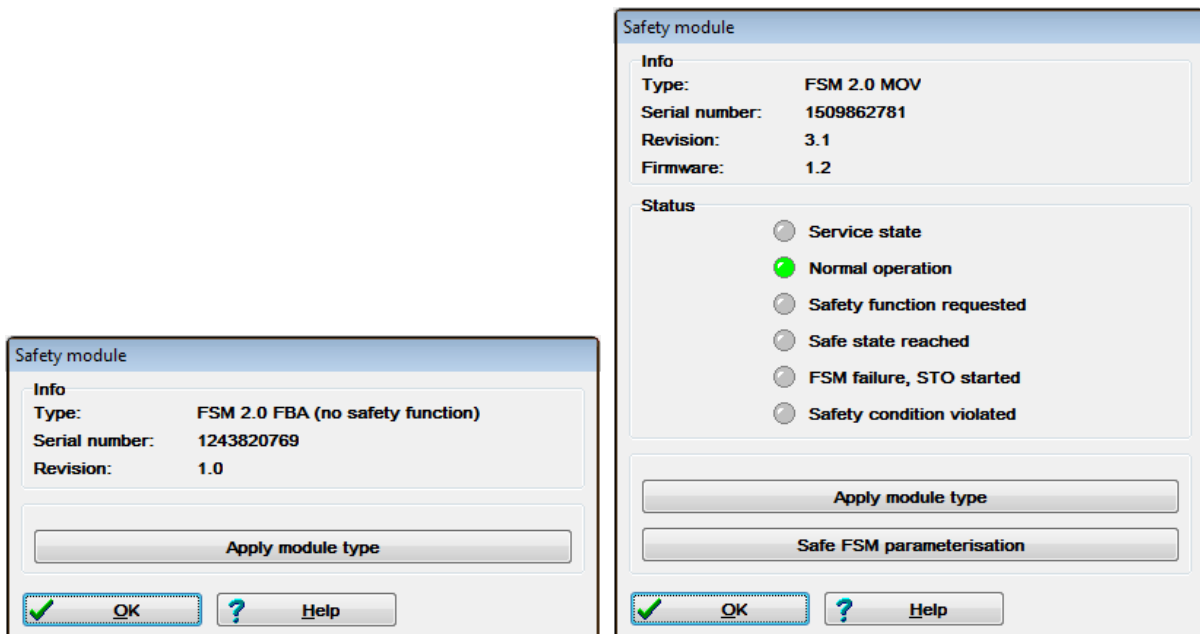 Safety module
Info
Type: FSM 2.0 FBA (no safety function)
Serial number: 1243820769
Revision: 1.0
Apply module type
OK
Help
Safety module
Info
Type: FSM 2.0 MOV
Serial number: 1509862781
Revision: 3.1
Firmware: 1.2
Status
Service state
Normal operation
Safety function requested
Safe state reached
FSM failure, STO started
Safety condition violated
Apply module type
Safe FSM parameterisation
OK
Help